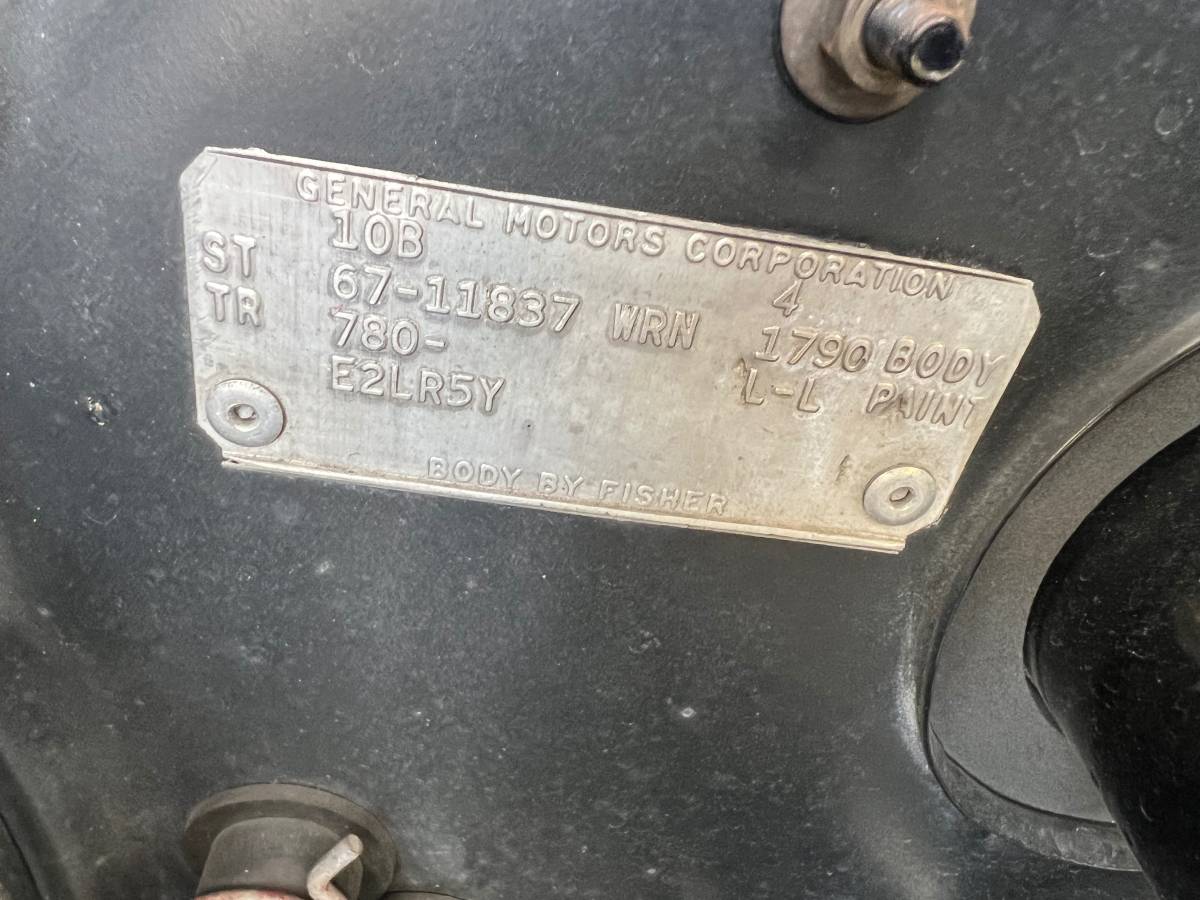 GENERAL MOTORS CORPORATION
10B 4
ST 67-11837 WRN 1790 BODY
TR 780- L-L PAINT
E2LR5Y
BODY BY FISHER